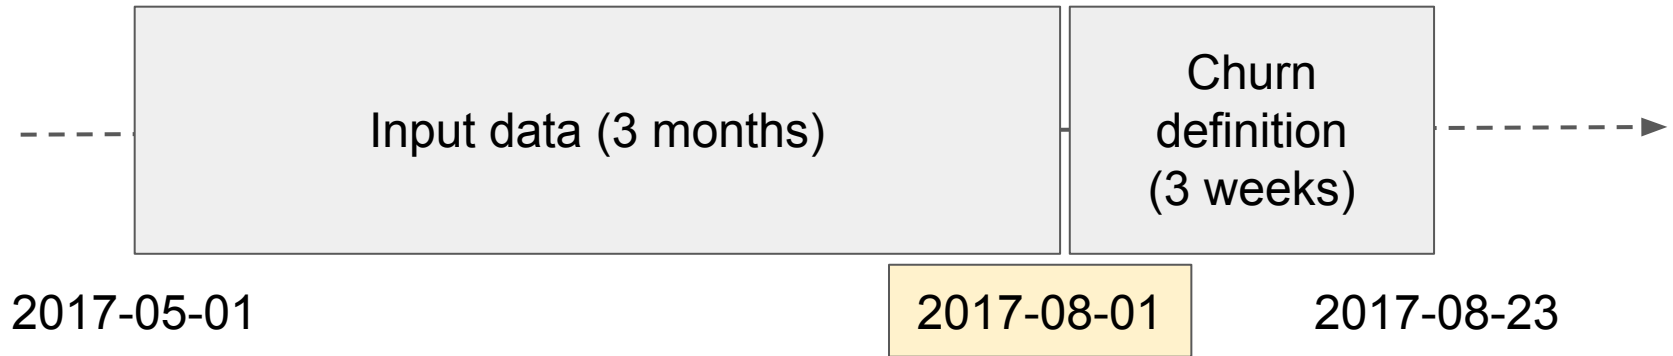 Input data (3 months)
Churn
definition
(3 weeks)
2017-05-01
2017-08-01
2017-08-23